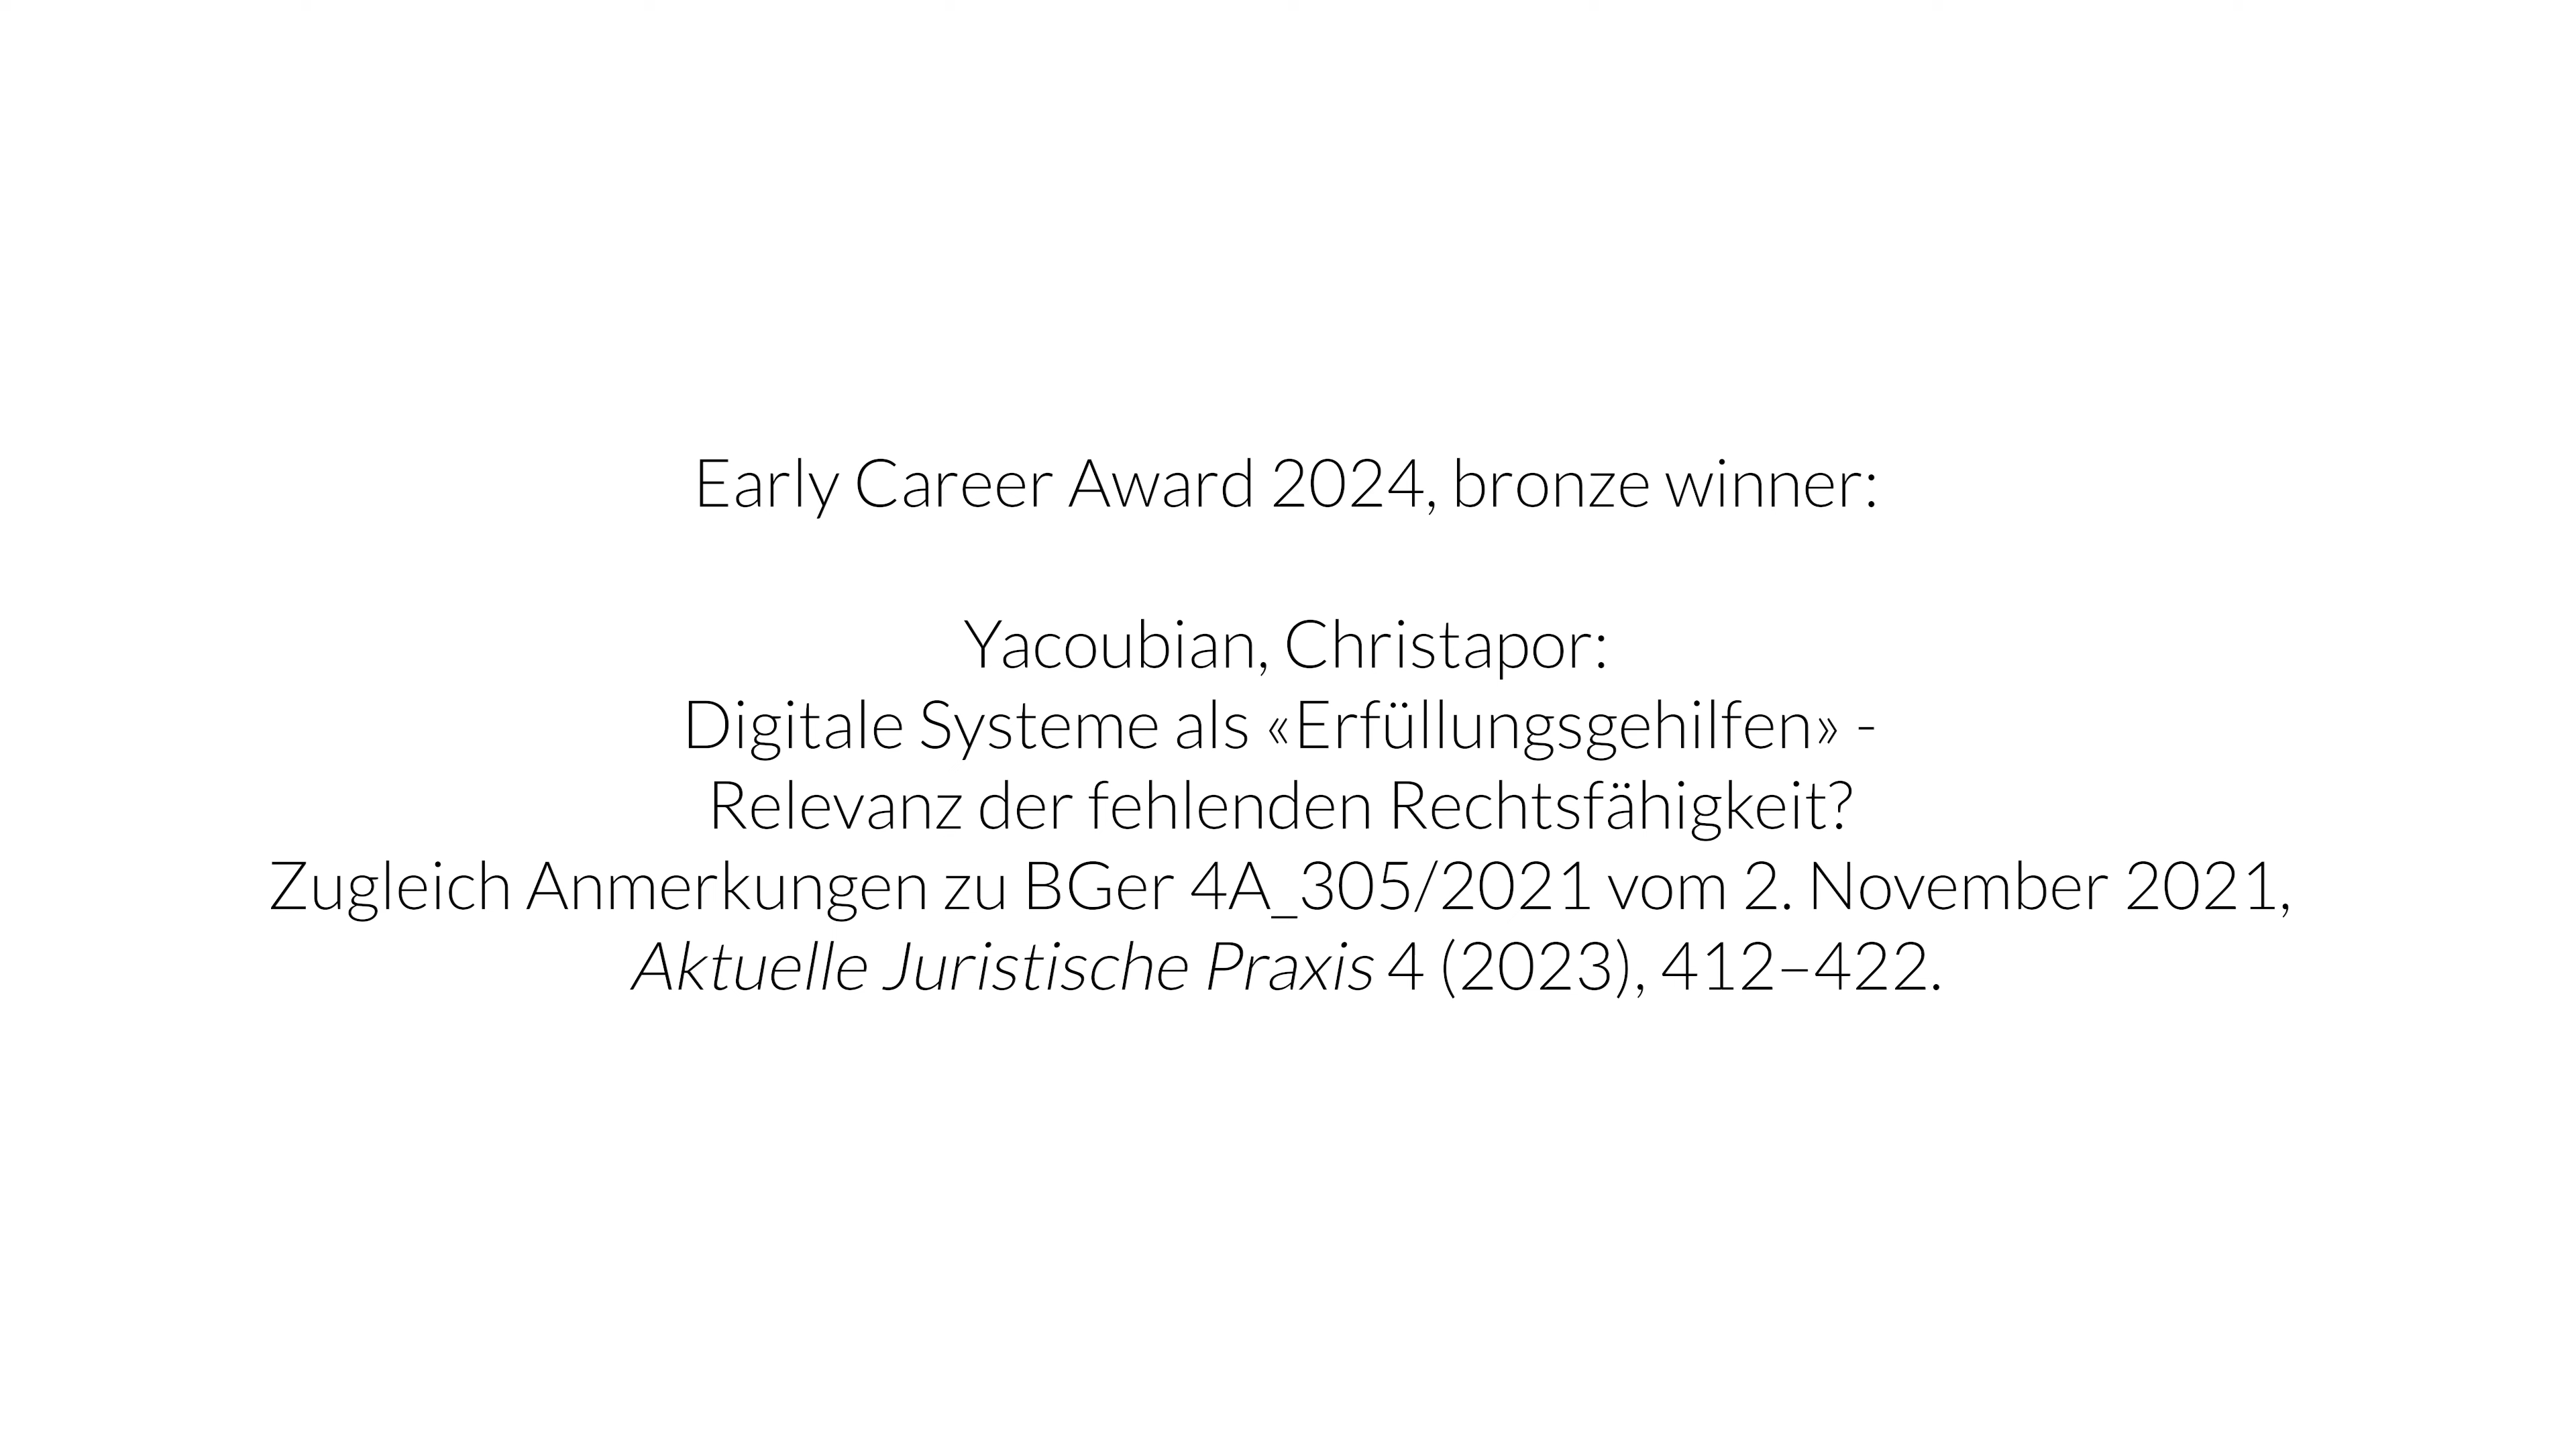 Early Career Award 2024, bronze winner:
Yacoubian, Christapor:
Digitale Systeme als «Erfüllungsgehilfen» -
Relevanz der fehlenden Rechtsfähigkeit?
Zugleich Anmerkungen zu BGer 4A_305/2021 vom 2. November 2021,
Aktuelle Juristische Praxis 4 (2023), 412–422.